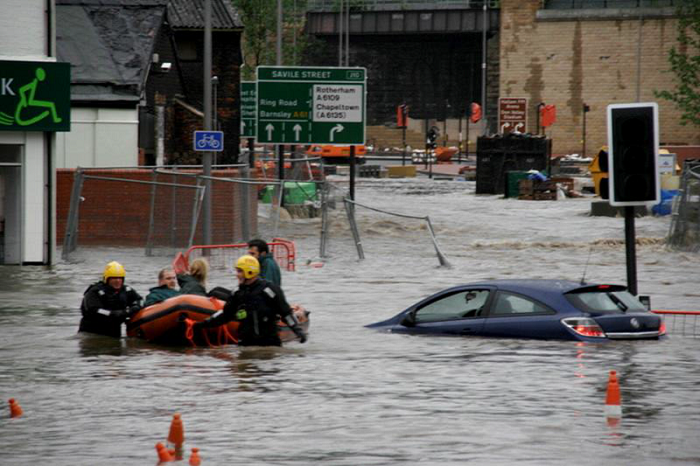 K
SAVILE STREET
Ring Road
Barnsley A61
Rotherham
A6109
Chapeltown
(A6135)